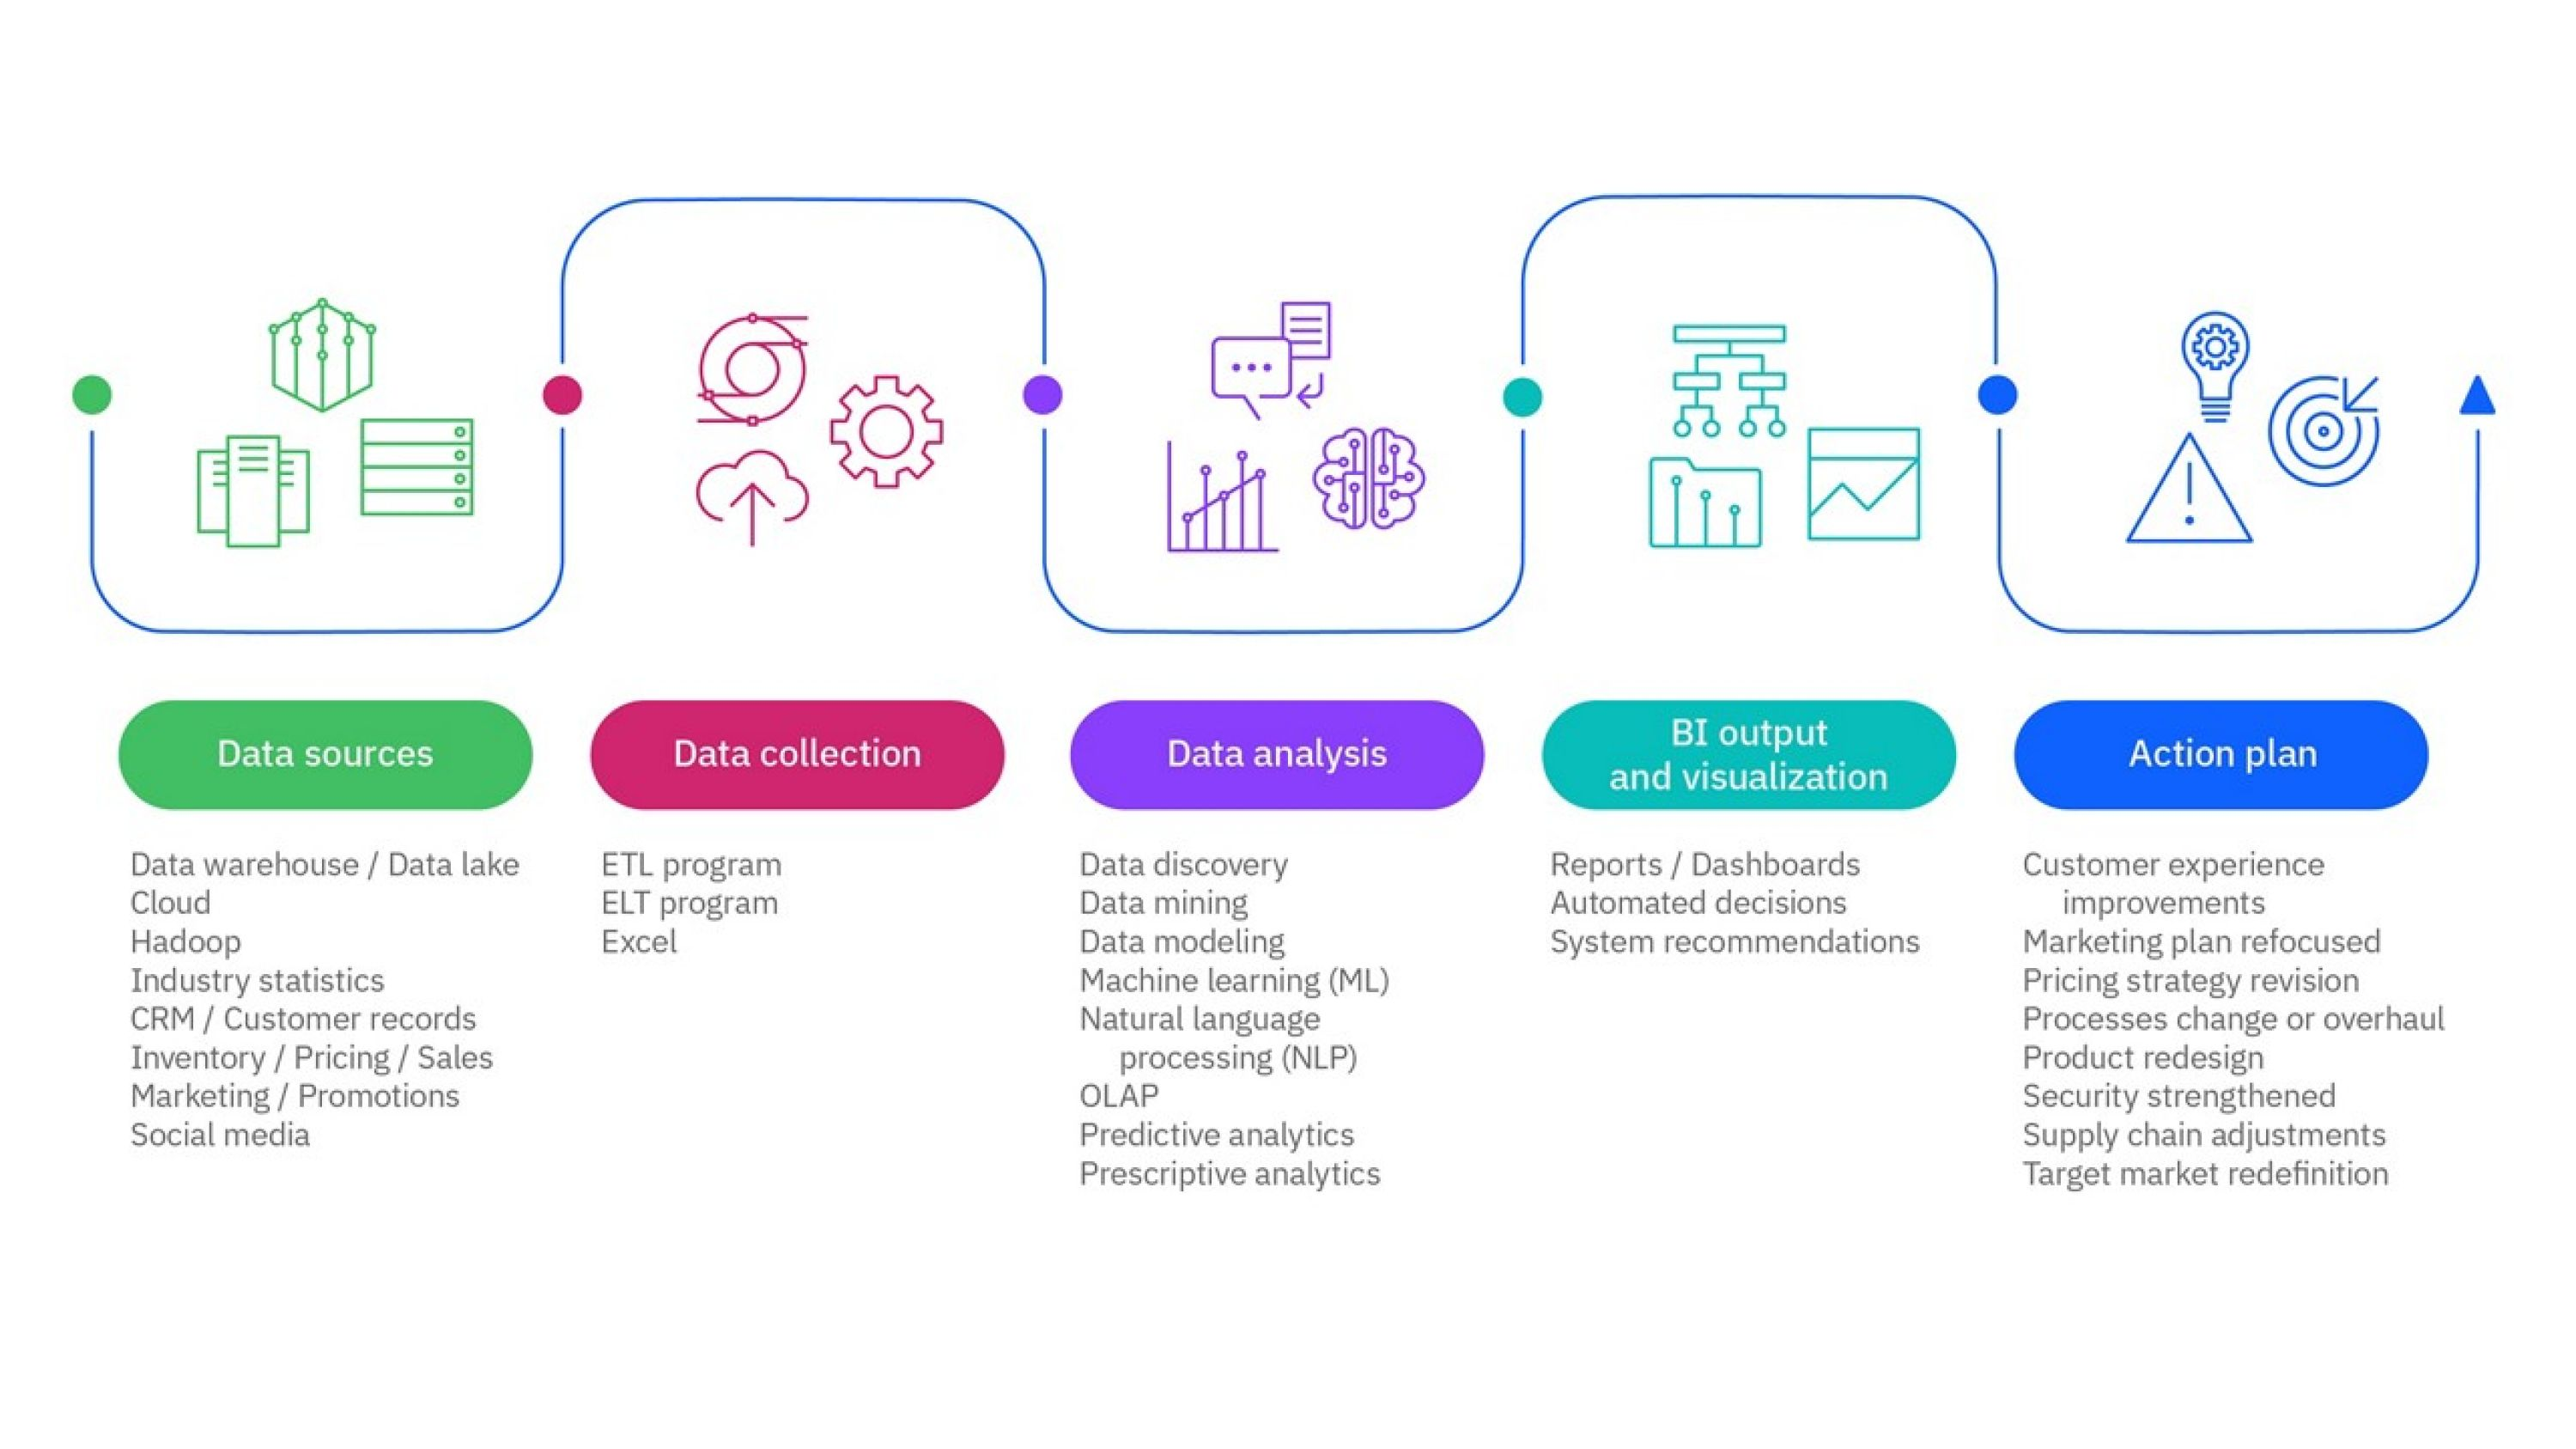 Data sources
Data warehouse / Data lake
Cloud
Hadoop
Industry statistics
CRM / Customer records
Inventory / Pricing / Sales
Marketing / Promotions
Social media
Data collection
ETL program
ELT program
Excel
Data analysis
Data discovery
Data mining
Data modeling
Machine learning (ML)
Natural language
processing (NLP)
OLAP
Predictive analytics
Prescriptive analytics
BI output
and visualization
Reports / Dashboards
Automated decisions
System recommendations
Action plan
Customer experience
improvements
Marketing plan refocused
Pricing strategy revision
Processes change or overhaul
Product redesign
Security strengthened
Supply chain adjustments
Target market redefinition